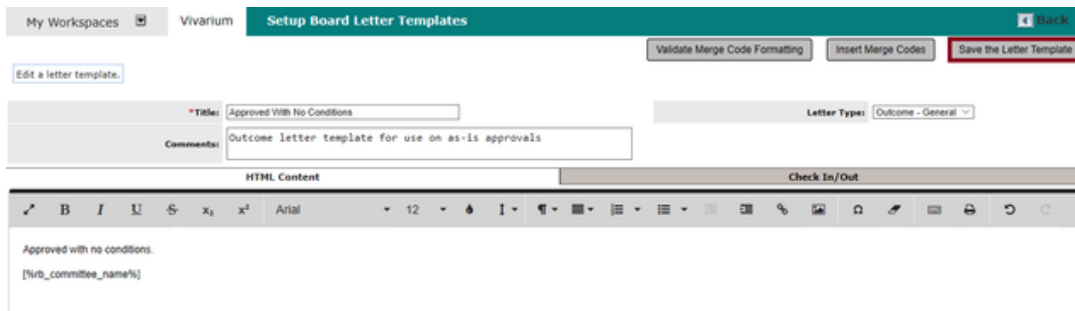 My Workspaces Vivarium Setup Board Letter Templates Back
Validate Merge Code Formatting Insert Merge Codes Save the Letter Template
Edit a letter template.
*Title: Approved With No Conditions Letter Type: Outcome - General
Comments: Outcome letter template for use on as-is approvals
HTML Content Check In/Out
B I U S x₂ x² Arial 12 ¶ Ω
Approved with no conditions.
[%rb_committee_name%]